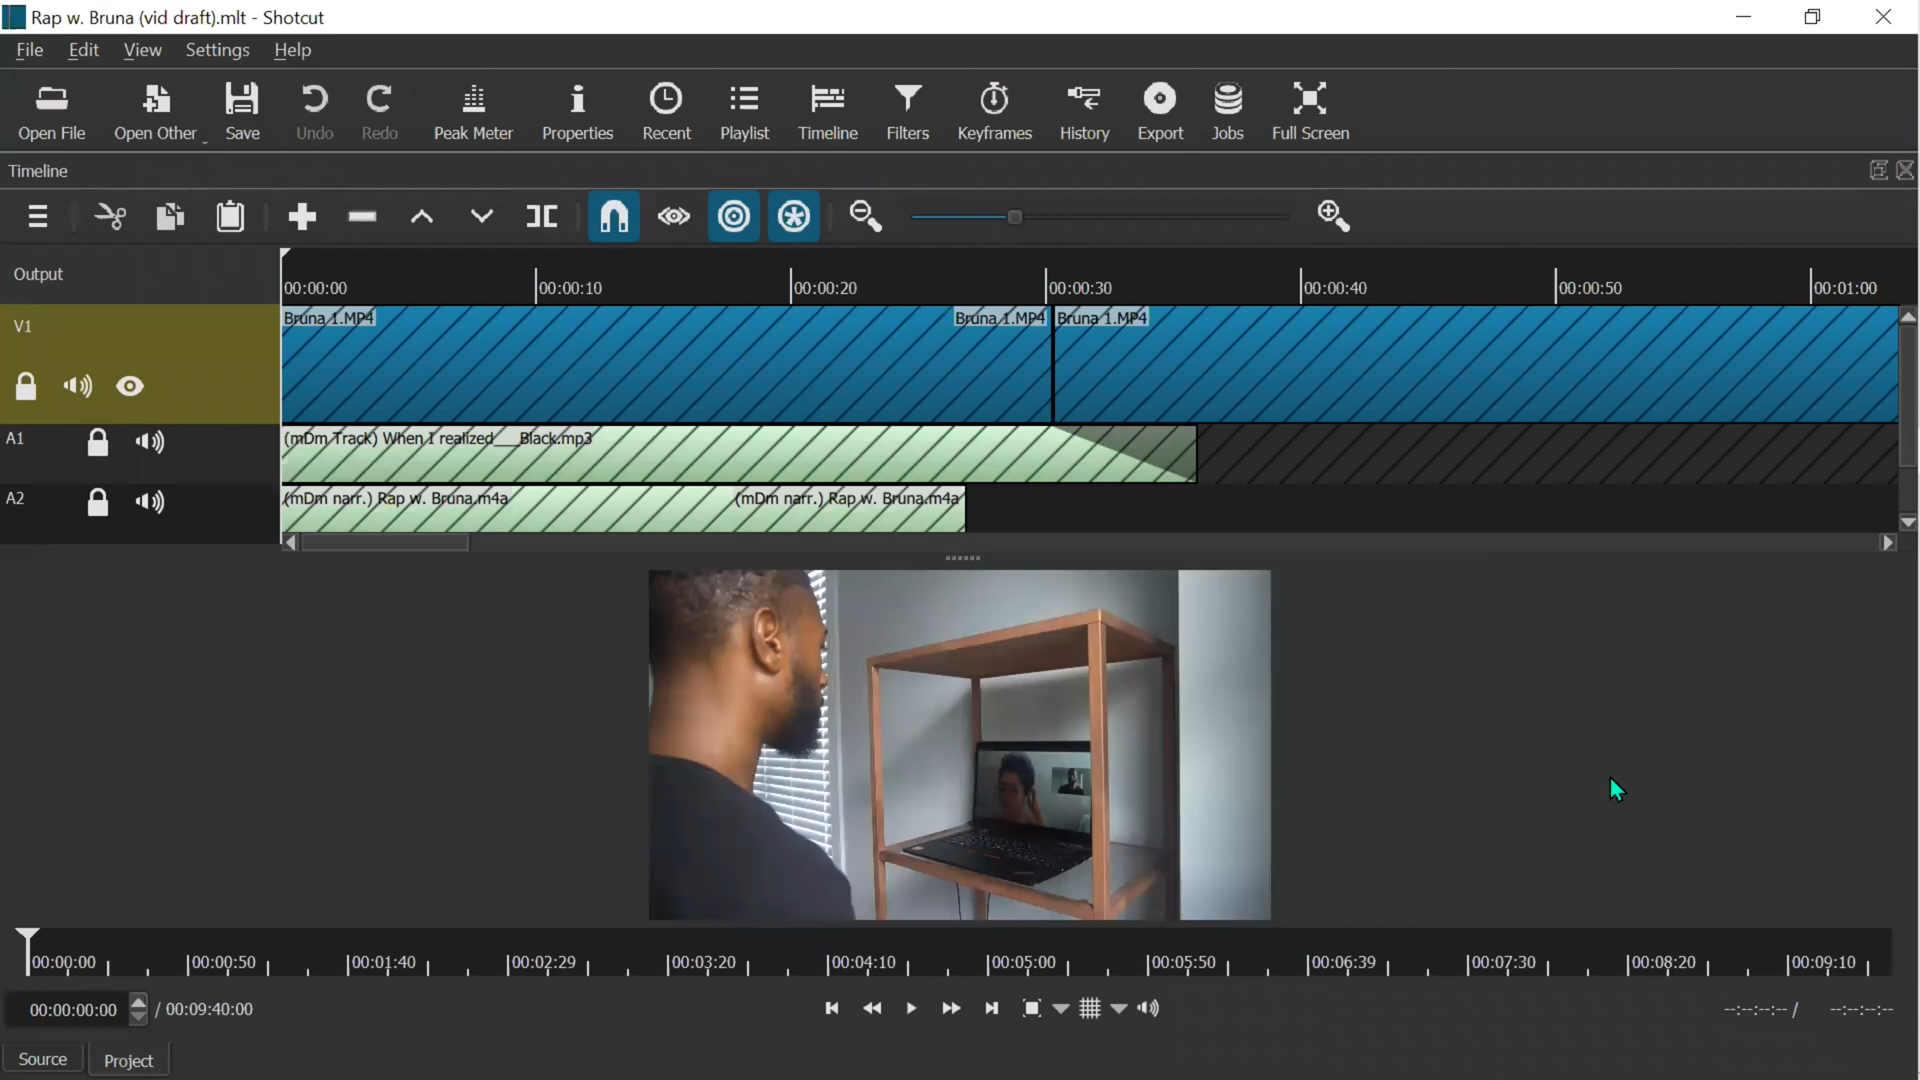 Rap w. Bruna (vid draft).mlt - Shotcut
File Edit View Settings Help
Open File Open Other Save Undo Redo Peak Meter Properties Recent Playlist Timeline Filters Keyframes History Export Jobs Full Screen
Timeline
Output
00:00:00 00:00:10 00:00:20 00:00:30 00:00:40 00:00:50 00:01:00
V1
Bruna 1.MP4 Bruna 1.MP4 Bruna 1.MP4
A1
(mDm Track) When I realized___Black.mp3
A2
(mDm narr.) Rap w. Bruna.m4a (mDm narr.) Rap w. Bruna.m4a
00:00:00 00:00:50 00:01:40 00:02:29 00:03:20 00:04:10 00:05:00 00:05:50 00:06:39 00:07:30 00:08:20 00:09:10
00:00:00:00 / 00:09:40:00 --:--:--:-- / --:--:--:--
Source Project